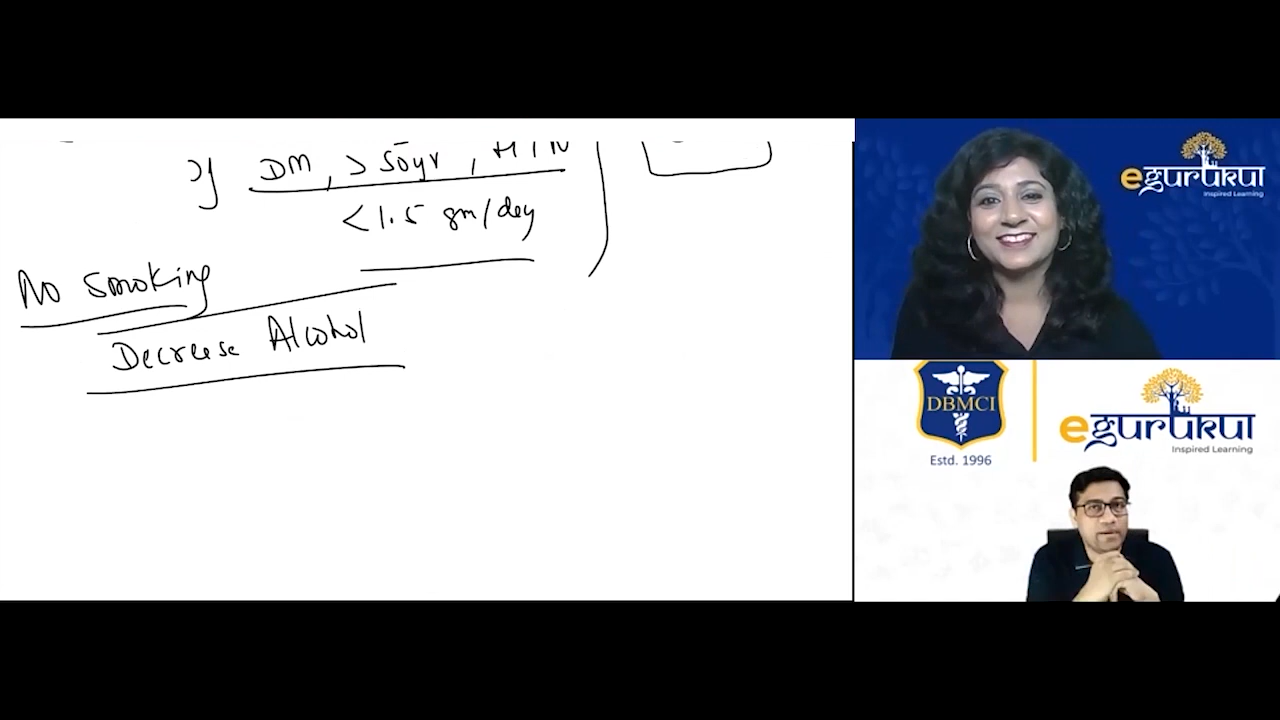 If DM, > 50yr, HTN
< 1.5 gm/day
No Smoking
Decrease Alcohol
egurukul
Inspired Learning
DBMCI
Estd. 1996
egurukul
Inspired Learning